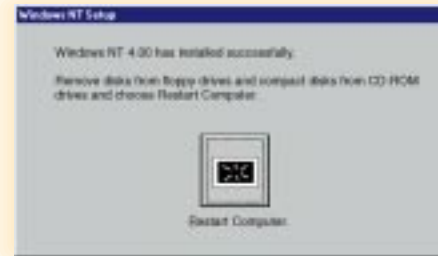 Windows NT Setup
Windows NT 4.00 has installed successfully.
Remove disks from floppy drives and compact disks from CD-ROM
drives and choose Restart Computer.
Restart Computer